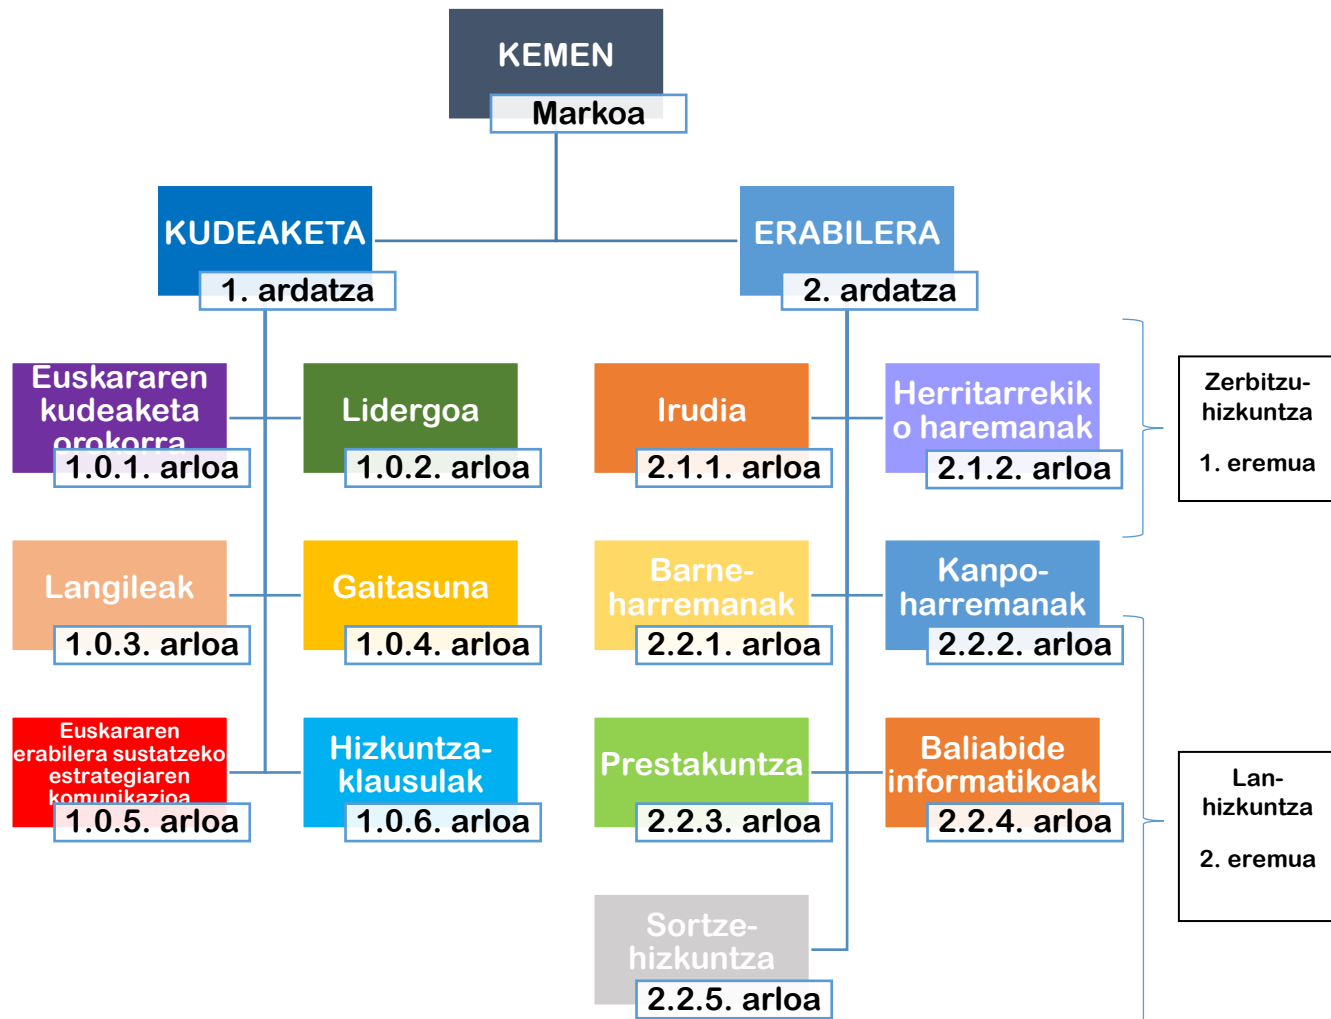 KEMEN
Markoa
KUDEAKETA
1. ardatza
ERABILERA
2. ardatza
Euskararen
kudeaketa
orokorra
1.0.1. arloa
Lidergoa
1.0.2. arloa
Irudia
2.1.1. arloa
Herritarrekik
o haremanak
2.1.2. arloa
Zerbitzu-
hizkuntza
1. eremua
Langileak
1.0.3. arloa
Gaitasuna
1.0.4. arloa
Barne-
harremanak
2.2.1. arloa
Kanpo-
harremanak
2.2.2. arloa
Euskararen
erabilera sustatzeko
estrategiaren
komunikazioa
1.0.5. arloa
Hizkuntza-
klausulak
1.0.6. arloa
Prestakuntza
2.2.3. arloa
Baliabide
informatikoak
2.2.4. arloa
Lan-
hizkuntza
2. eremua
Sortze-
hizkuntza
2.2.5. arloa